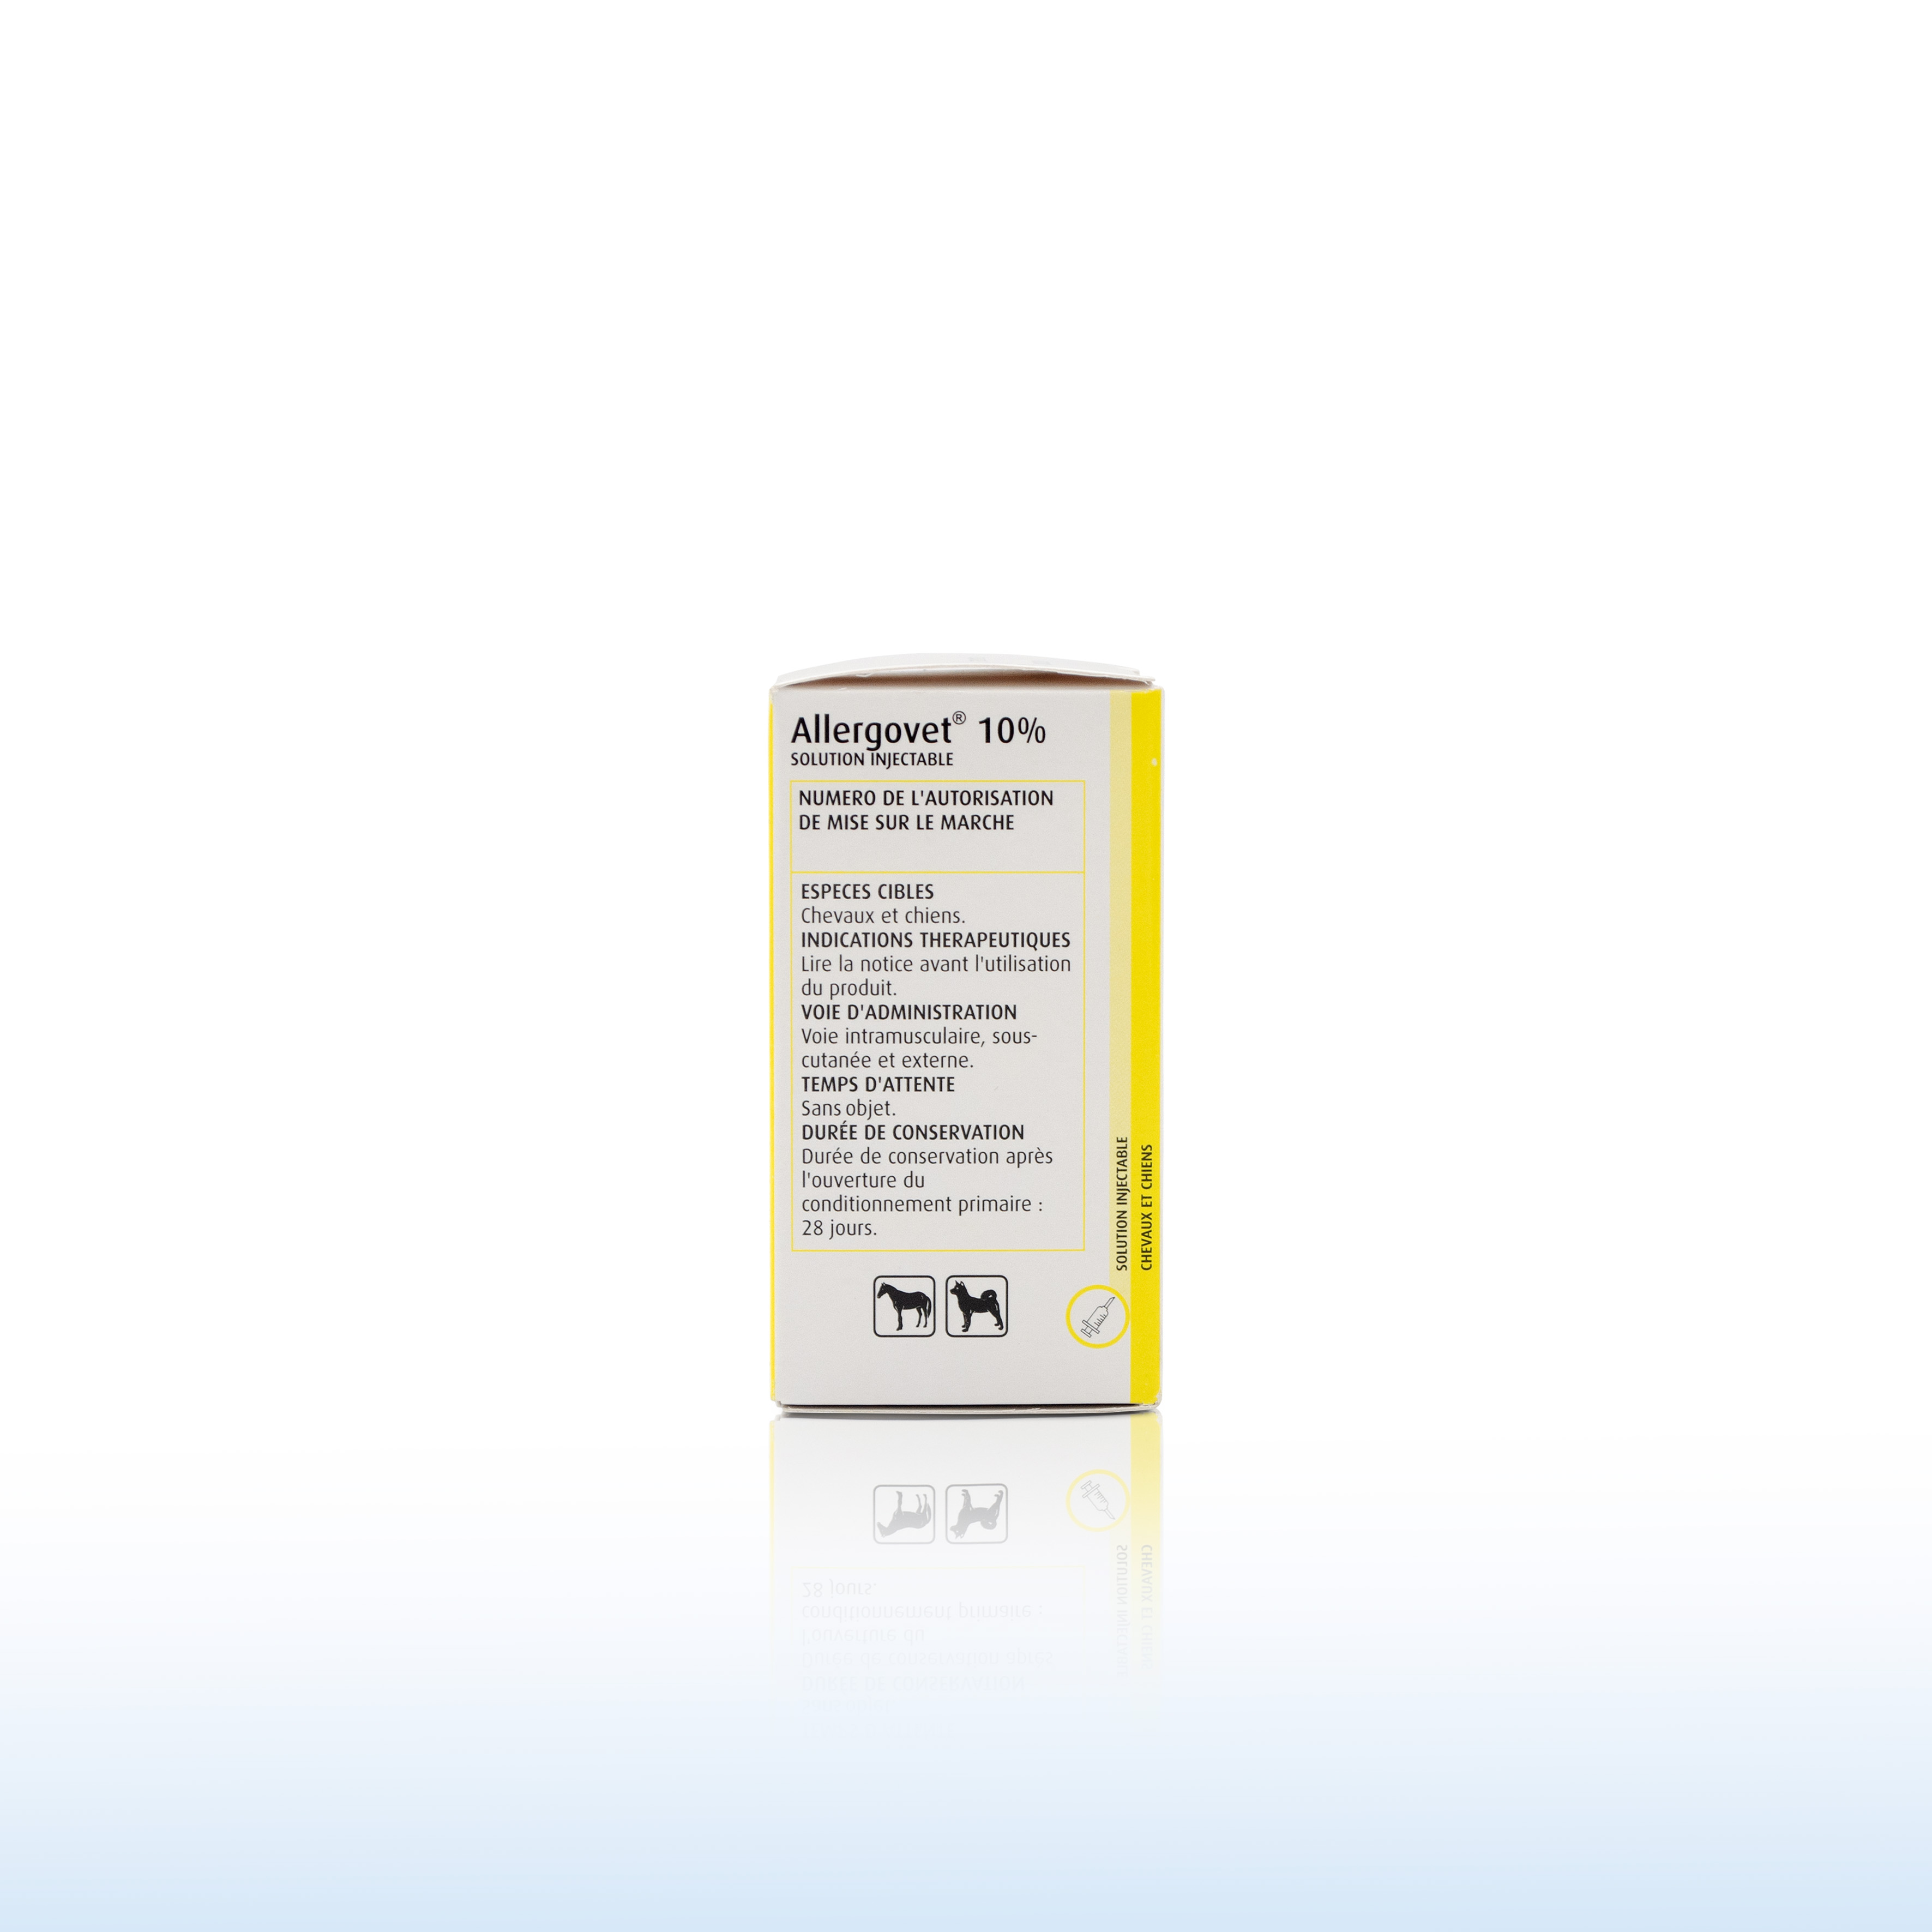 Allergovet® 10%
SOLUTION INJECTABLE
NUMERO DE L'AUTORISATION
DE MISE SUR LE MARCHE
ESPECES CIBLES
Chevaux et chiens.
INDICATIONS THERAPEUTIQUES
Lire la notice avant l'utilisation
du produit.
VOIE D'ADMINISTRATION
Voie intramusculaire, sous-
cutanée et externe.
TEMPS D'ATTENTE
Sans objet.
DURÉE DE CONSERVATION
Durée de conservation après
l'ouverture du
conditionnement primaire :
28 jours.
SOLUTION INJECTABLE
CHEVAUX ET CHIENS